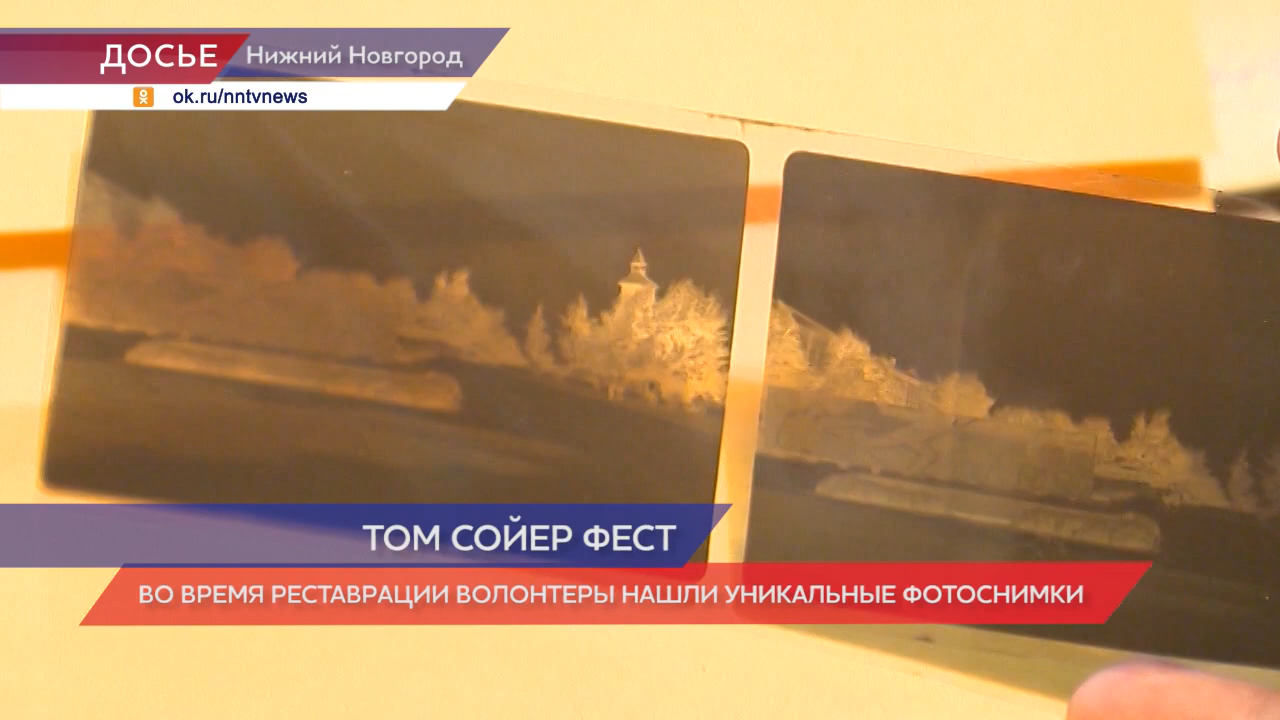 ДОСЬЕ
Нижний Новгород
ok.ru/nntvnews
ТОМ СОЙЕР ФЕСТ
ВО ВРЕМЯ РЕСТАВРАЦИИ ВОЛОНТЕРЫ НАШЛИ УНИКАЛЬНЫЕ ФОТОСНИМКИ